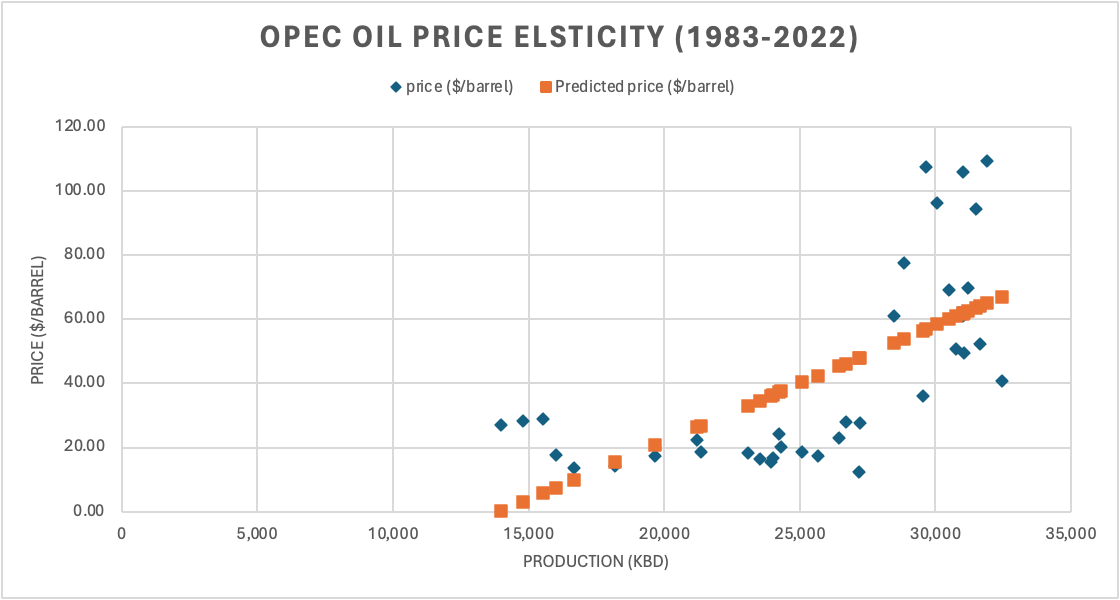 OPEC OIL PRICE ELSTICITY (1983-2022)
price ($/barrel) Predicted price ($/barrel)
120.00
100.00
80.00
60.00
40.00
20.00
0.00
PRICE ($/BARREL)
0 5,000 10,000 15,000 20,000 25,000 30,000 35,000
PRODUCTION (KBD)